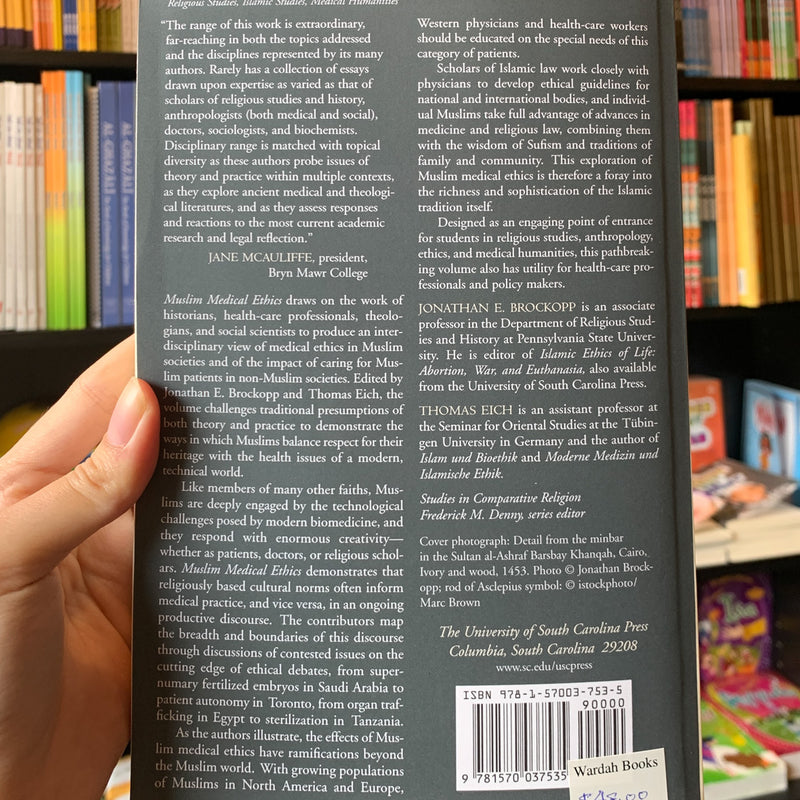 Religious Studies, Islamic Studies, Medical Humanities
“The range of this work is extraordinary,
far-reaching in both the topics addressed
and the disciplines represented by its many
authors. Rarely has a collection of essays
drawn upon expertise as varied as that of
scholars of religious studies and history,
anthropologists (both medical and social),
doctors, sociologists, and biochemists.
Disciplinary range is matched with topical
diversity as these authors probe issues of
theory and practice within multiple contexts,
as they explore ancient medical and theologi-
cal literatures, and as they assess responses
and reactions to the most current academic
research and legal reflection.”
JANE MCAULIFFE, president,
Bryn Mawr College
Muslim Medical Ethics draws on the work of
historians, health-care professionals, theolo-
gians, and social scientists to produce an inter-
disciplinary view of medical ethics in Muslim
societies and of the impact of caring for Mus-
lim patients in non-Muslim societies. Edited by
Jonathan E. Brockopp and Thomas Eich, the
volume challenges traditional presumptions of
both theory and practice to demonstrate the
ways in which Muslims balance respect for their
heritage with the health issues of a modern,
technical world.
Like members of many other faiths, Mus-
lims are deeply engaged by the technological
challenges posed by modern biomedicine, and
they respond with enormous creativity—
whether as patients, doctors, or religious schol-
ars. Muslim Medical Ethics demonstrates that
religiously based cultural norms often inform
medical practice, and vice versa, in an ongoing
productive discourse. The contributors map
the breadth and boundaries of this discourse
through discussions of contested issues on the
cutting edge of ethical debates, from super-
numary fertilized embryos in Saudi Arabia to
patient autonomy in Toronto, from organ traf-
ficking in Egypt to sterilization in Tanzania.
As the authors illustrate, the effects of Mus-
lim medical ethics have ramifications beyond
the Muslim world. With growing populations
of Muslims in North America and Europe,
Western physicians and health-care workers
should be educated on the special needs of this
category of patients.
Scholars of Islamic law work closely with
physicians to develop ethical guidelines for
national and international bodies, and individ-
ual Muslims take full advantage of advances in
medicine and religious law, combining them
with the wisdom of Sufism and traditions of
family and community. This exploration of
Muslim medical ethics is therefore a foray into
the richness and sophistication of the Islamic
tradition itself.
Designed as an engaging point of entrance
for students in religious studies, anthropology,
ethics, and medical humanities, this pathbreak-
ing volume also has utility for health-care pro-
fessionals and policy makers.
JONATHAN E. BROCKOPP is an associate
professor in the Department of Religious Stud-
ies and History at Pennsylvania State Univer-
sity. He is editor of Islamic Ethics of Life:
Abortion, War, and Euthanasia, also available
from the University of South Carolina Press.
THOMAS EICH is an assistant professor at
the Seminar for Oriental Studies at the Tübin-
gen University in Germany and the author of
Islam und Bioethik and Moderne Medizin und
Islamische Ethik.
Studies in Comparative Religion
Frederick M. Denny, series editor
Cover photograph: Detail from the minbar
in the Sultan al-Ashraf Barsbay Khanqah, Cairo,
Ivory and wood, 1453. Photo © Jonathan Brock-
opp; rod of Asclepius symbol: © istockphoto/
Marc Brown
The University of South Carolina Press
Columbia, South Carolina 29208
www.sc.edu/uscpress
ISBN 978-1-57003-753-5
90000
9 781570 037535
Wardah Books